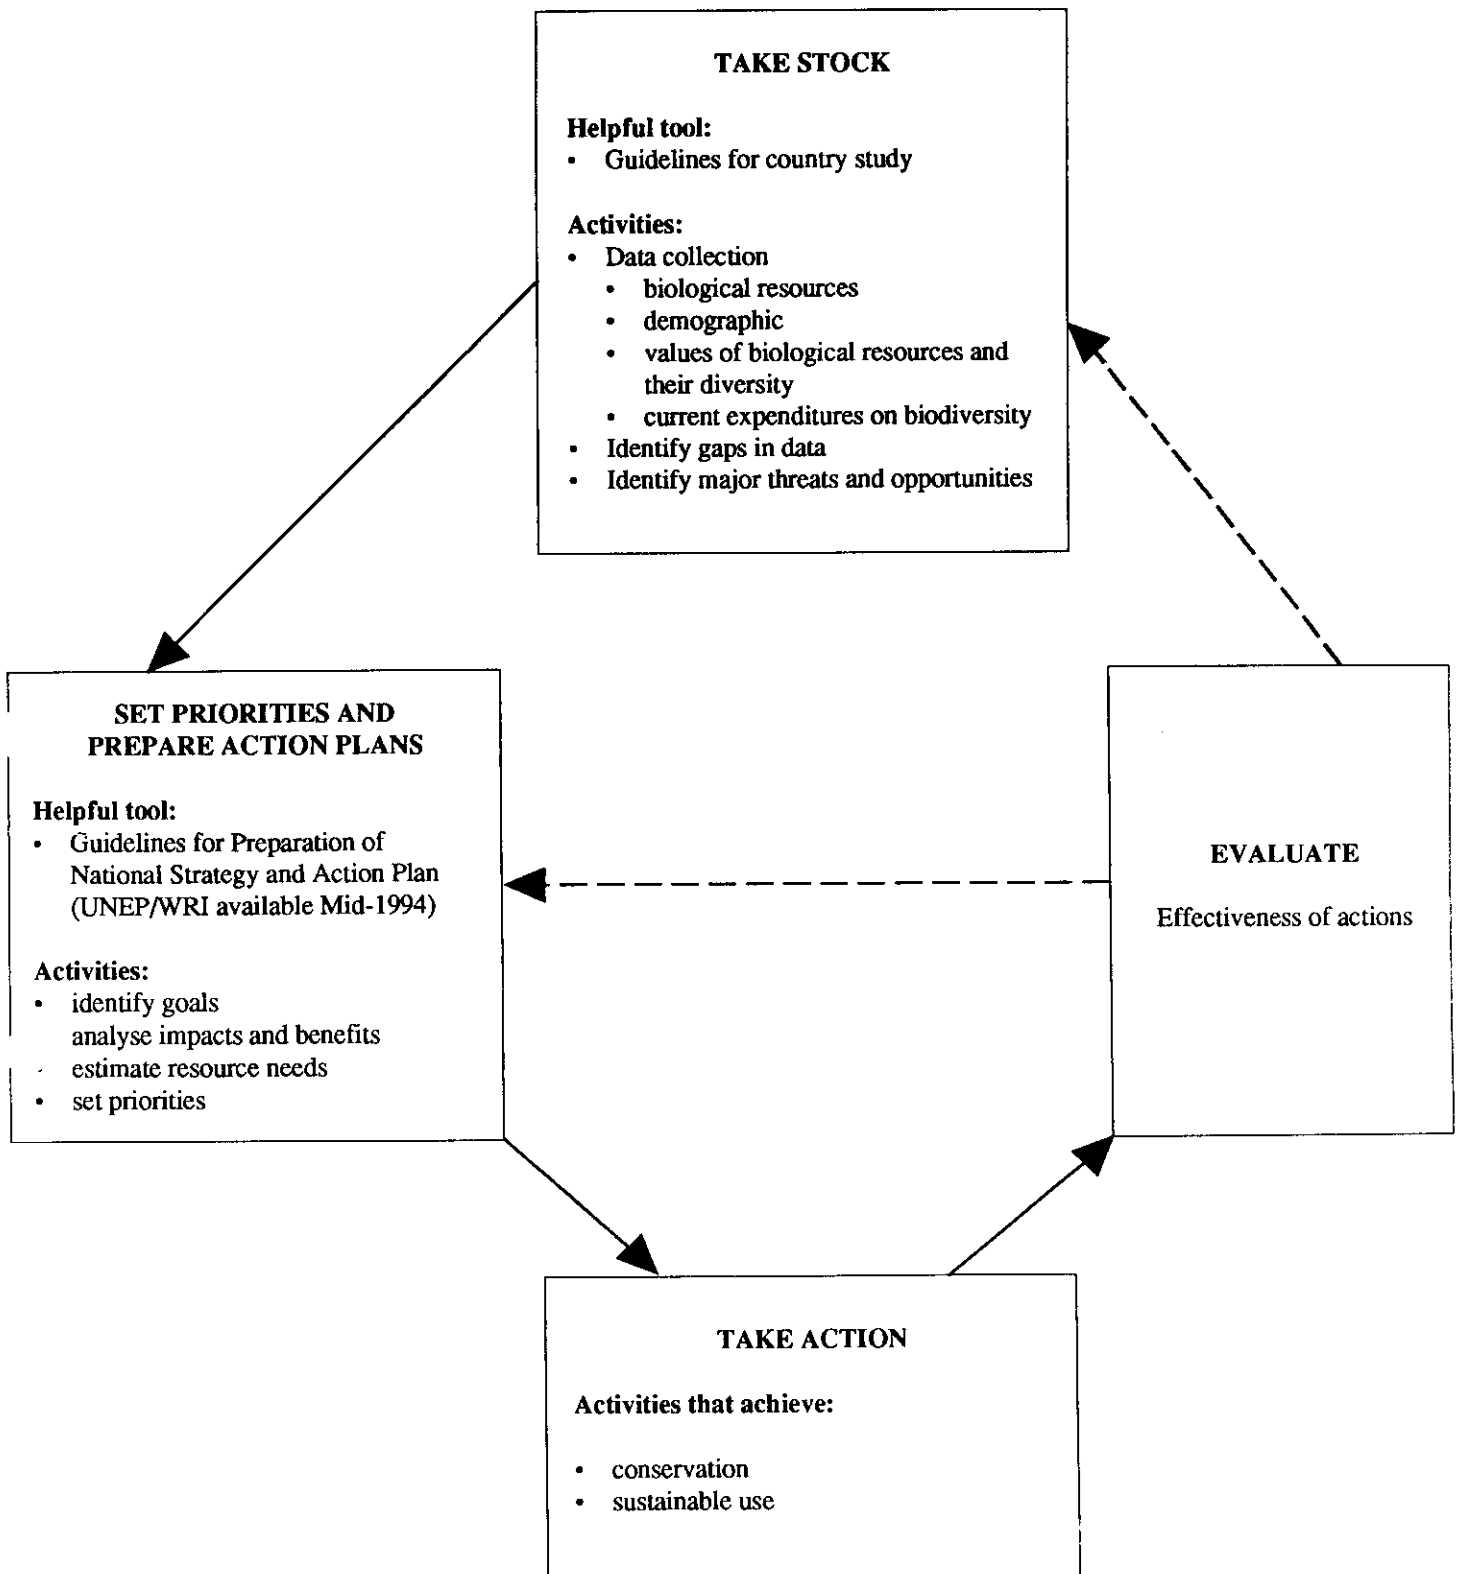 TAKE STOCK
Helpful tool:
• Guidelines for country study
Activities:
• Data collection
• biological resources
• demographic
• values of biological resources and
their diversity
• current expenditures on biodiversity
• Identify gaps in data
• Identify major threats and opportunities
SET PRIORITIES AND
PREPARE ACTION PLANS
Helpful tool:
• Guidelines for Preparation of
National Strategy and Action Plan
(UNEP/WRI available Mid-1994)
Activities:
• identify goals
analyse impacts and benefits
· estimate resource needs
• set priorities
EVALUATE
Effectiveness of actions
TAKE ACTION
Activities that achieve:
• conservation
• sustainable use